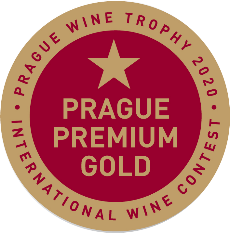 • PRAGUE WINE TROPHY 2020 •
PRAGUE
PREMIUM
GOLD
INTERNATIONAL WINE CONTEST